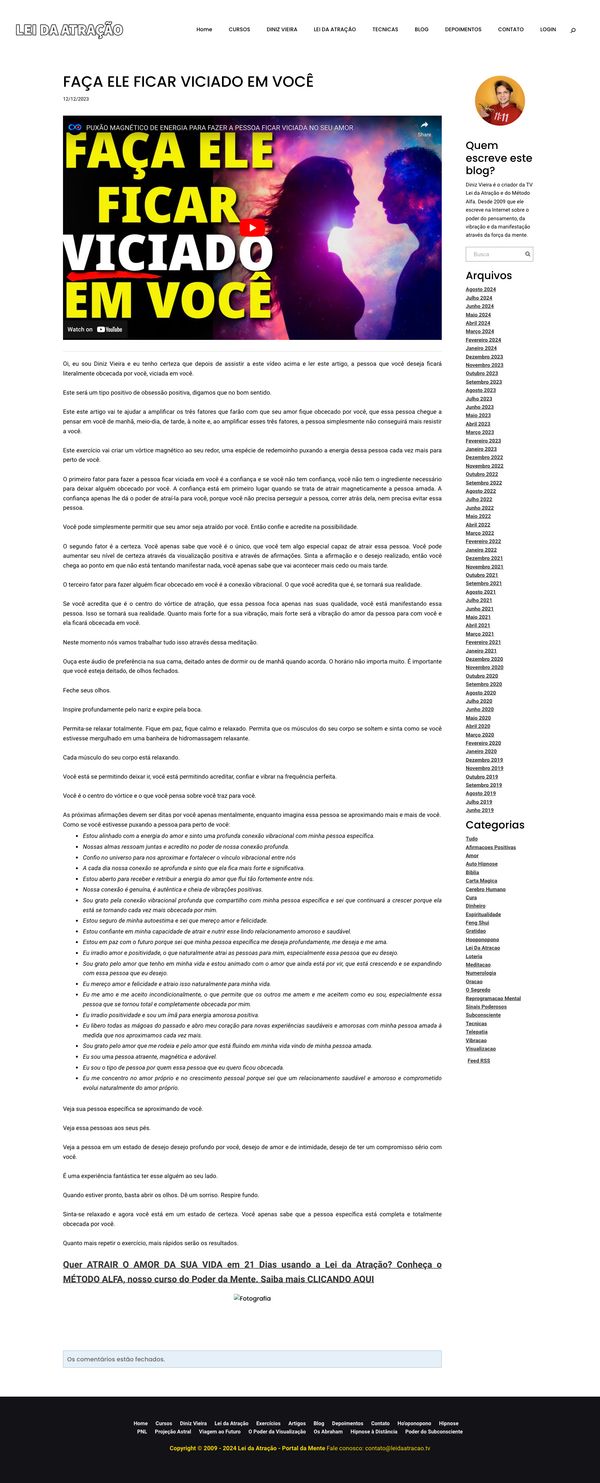 LEI DA ATRAÇÃO
Home CURSOS DINIZ VIEIRA LEI DA ATRAÇÃO TECNICAS BLOG DEPOIMENTOS CONTATO LOGIN
FAÇA ELE FICAR VICIADO EM VOCÊ
12/12/2023
PUXÃO MAGNÉTICO DE ENERGIA PARA FAZER A PESSOA FICAR VICIADA NO SEU AMOR
Share
FAÇA ELE
FICAR
VICIADO
EM VOCÊ
Watch on YouTube
Oi, eu sou Diniz Vieira e eu tenho certeza que depois de assistir a este vídeo acima e ler este artigo, a pessoa que você deseja ficará
literalmente obcecada por você, viciada em você.
Este será um tipo positivo de obsessão positiva, digamos que no bom sentido.
Este este artigo vai te ajudar a amplificar os três fatores que farão com que seu amor fique obcecado por você, que essa pessoa chegue a
pensar em você de manhã, meio-dia, de tarde, à noite e, ao amplificar esses três fatores, a pessoa simplesmente não conseguirá mais resistir
a você.
Este exercício vai criar um vórtice magnético ao seu redor, uma espécie de redemoinho puxando a energia dessa pessoa cada vez mais para
perto de você.
O primeiro fator para fazer a pessoa ficar viciada em você é a confiança e se você não tem confiança, você não tem o ingrediente necessário
para deixar alguém obcecado por você. A confiança está em primeiro lugar quando se trata de atrair magneticamente a pessoa amada. A
confiança apenas lhe dá o poder de atraí-la para você, porque você não precisa perseguir a pessoa, correr atrás dela, nem precisa evitar essa
pessoa.
Você pode simplesmente permitir que seu amor seja atraído por você. Então confie e acredite na possibilidade.
O segundo fator é a certeza. Você apenas sabe que você é o único, que você tem algo especial capaz de atrair essa pessoa. Você pode
aumentar seu nível de certeza através da visualização positiva e através de afirmações. Sinta a afirmação e o desejo realizado, então você
chega ao ponto em que não está tentando manifestar nada, você apenas sabe que vai acontecer mais cedo ou mais tarde.
O terceiro fator para fazer alguém ficar obcecado em você é a conexão vibracional. O que você acredita que é, se tornará sua realidade.
Se você acredita que é o centro do vórtice de atração, que essa pessoa foca apenas nas suas qualidade, você está manifestando essa
pessoa. Isso se tornará sua realidade. Quanto mais forte for a sua vibração, mais forte será a vibração do amor da pessoa para com você e
ela ficará obcecada em você.
Neste momento nós vamos trabalhar tudo isso através dessa meditação.
Ouça este áudio de preferência na sua cama, deitado antes de dormir ou de manhã quando acorda. O horário não importa muito. É importante
que você esteja deitado, de olhos fechados.
Feche seus olhos.
Inspire profundamente pelo nariz e expire pela boca.
Permita-se relaxar totalmente. Fique em paz, fique calmo e relaxado. Permita que os músculos do seu corpo se soltem e sinta como se você
estivesse mergulhado em uma banheira de hidromassagem relaxante.
Cada músculo do seu corpo está relaxando.
Você está se permitindo deixar ir, você está permitindo acreditar, confiar e vibrar na frequência perfeita.
Você é o centro do vórtice e o que você pensa sobre você traz para você.
As próximas afirmações devem ser ditas por você apenas mentalmente, enquanto imagina essa pessoa se aproximando mais e mais de você.
Como se você estivesse puxando a pessoa para perto de você:
Estou alinhado com a energia do amor e sinto uma profunda conexão vibracional com minha pessoa específica.
Nossas almas ressoam juntas e acredito no poder de nossa conexão profunda.
Confio no universo para nos aproximar e fortalecer o vínculo vibracional entre nós
A cada dia nossa conexão se aprofunda e sinto que ela fica mais forte e significativa.
Estou aberto para receber e retribuir a energia do amor que flui tão fortemente entre nós.
Nossa conexão é genuína, é autêntica e cheia de vibrações positivas.
Sou grato pela conexão vibracional profunda que compartilho com minha pessoa específica e sei que continuará a crescer porque ela
está se tornando cada vez mais obcecada por mim.
Estou seguro de minha autoestima e sei que mereço amor e felicidade.
Estou confiante em minha capacidade de atrair e nutrir esse lindo relacionamento amoroso e saudável.
Estou em paz com o futuro porque sei que minha pessoa específica me deseja profundamente, me deseja e me ama.
Eu irradio amor e positividade, o que naturalmente atrai as pessoas para mim, especialmente essa pessoa que eu desejo.
Sou grato pelo amor que tenho em minha vida e estou animado com o amor que ainda está por vir, que está crescendo e se expandindo
com essa pessoa que eu desejo.
Eu mereço amor e felicidade e atraio isso naturalmente para minha vida.
Eu me amo e me aceito incondicionalmente, o que permite que os outros me amem e me aceitem como eu sou, especialmente essa
pessoa que se tornou total e completamente obcecada por mim.
Eu irradio positividade e sou um ímã para energia amorosa positiva.
Eu libero todas as mágoas do passado e abro meu coração para novas experiências saudáveis e amorosas com minha pessoa amada à
medida que nos aproximamos cada vez mais.
Sou grato pelo amor que me rodeia e pelo amor que está fluindo em minha vida vindo de minha pessoa amada.
Eu sou uma pessoa atraente, magnética e adorável.
Eu sou o tipo de pessoa por quem essa pessoa que eu quero ficou obcecada.
Eu me concentro no amor próprio e no crescimento pessoal porque sei que um relacionamento saudável e amoroso e comprometido
evolui naturalmente do amor próprio.
Veja sua pessoa específica se aproximando de você.
Veja essa pessoas aos seus pés.
Veja a pessoa em um estado de desejo desejo profundo por você, desejo de amor e de intimidade, desejo de ter um compromisso sério com
você.
É uma experiência fantástica ter esse alguém ao seu lado.
Quando estiver pronto, basta abrir os olhos. Dê um sorriso. Respire fundo.
Sinta-se relaxado e agora você está em um estado de certeza. Você apenas sabe que a pessoa específica está completa e totalmente
obcecada por você.
Quanto mais repetir o exercício, mais rápidos serão os resultados.
Quer ATRAIR O AMOR DA SUA VIDA em 21 Dias usando a Lei da Atração? Conheça o
MÉTODO ALFA, nosso curso do Poder da Mente. Saiba mais CLICANDO AQUI
Fotografia
Os comentários estão fechados.
11:11
Quem
escreve este
blog?
Diniz Vieira é o criador da TV
Lei da Atração e do Método
Alfa. Desde 2009 que ele
escreve na Internet sobre o
poder do pensamento, da
vibração e da manifestação
através da força da mente.
Busca
Arquivos
Agosto 2024
Julho 2024
Junho 2024
Maio 2024
Abril 2024
Março 2024
Fevereiro 2024
Janeiro 2024
Dezembro 2023
Novembro 2023
Outubro 2023
Setembro 2023
Agosto 2023
Julho 2023
Junho 2023
Maio 2023
Abril 2023
Março 2023
Fevereiro 2023
Janeiro 2023
Dezembro 2022
Novembro 2022
Outubro 2022
Setembro 2022
Agosto 2022
Julho 2022
Junho 2022
Maio 2022
Abril 2022
Março 2022
Fevereiro 2022
Janeiro 2022
Dezembro 2021
Novembro 2021
Outubro 2021
Setembro 2021
Agosto 2021
Julho 2021
Junho 2021
Maio 2021
Abril 2021
Março 2021
Fevereiro 2021
Janeiro 2021
Dezembro 2020
Novembro 2020
Outubro 2020
Setembro 2020
Agosto 2020
Julho 2020
Junho 2020
Maio 2020
Abril 2020
Março 2020
Fevereiro 2020
Janeiro 2020
Dezembro 2019
Novembro 2019
Outubro 2019
Setembro 2019
Agosto 2019
Julho 2019
Junho 2019
Categorias
Tudo
Afirmacoes Positivas
Amor
Auto Hipnose
Biblia
Carta Magica
Cerebro Humano
Cura
Dinheiro
Espiritualidade
Feng Shui
Gratidao
Hooponopono
Lei Da Atracao
Loteria
Meditacao
Numerologia
Oracao
O Segredo
Reprogramacao Mental
Sinais Poderosos
Subconsciente
Tecnicas
Telepatia
Vibracao
Visualizacao
Feed RSS
Home Cursos Diniz Vieira Lei da Atração Exercícios Artigos Blog Depoimentos Contato Ho'oponopono Hipnose
PNL Projeção Astral Viagem ao Futuro O Poder da Visualização Os Abraham Hipnose à Distância Poder do Subconsciente
Copyright © 2009 - 2024 Lei da Atração - Portal da Mente Fale conosco: contato@leidaatracao.tv